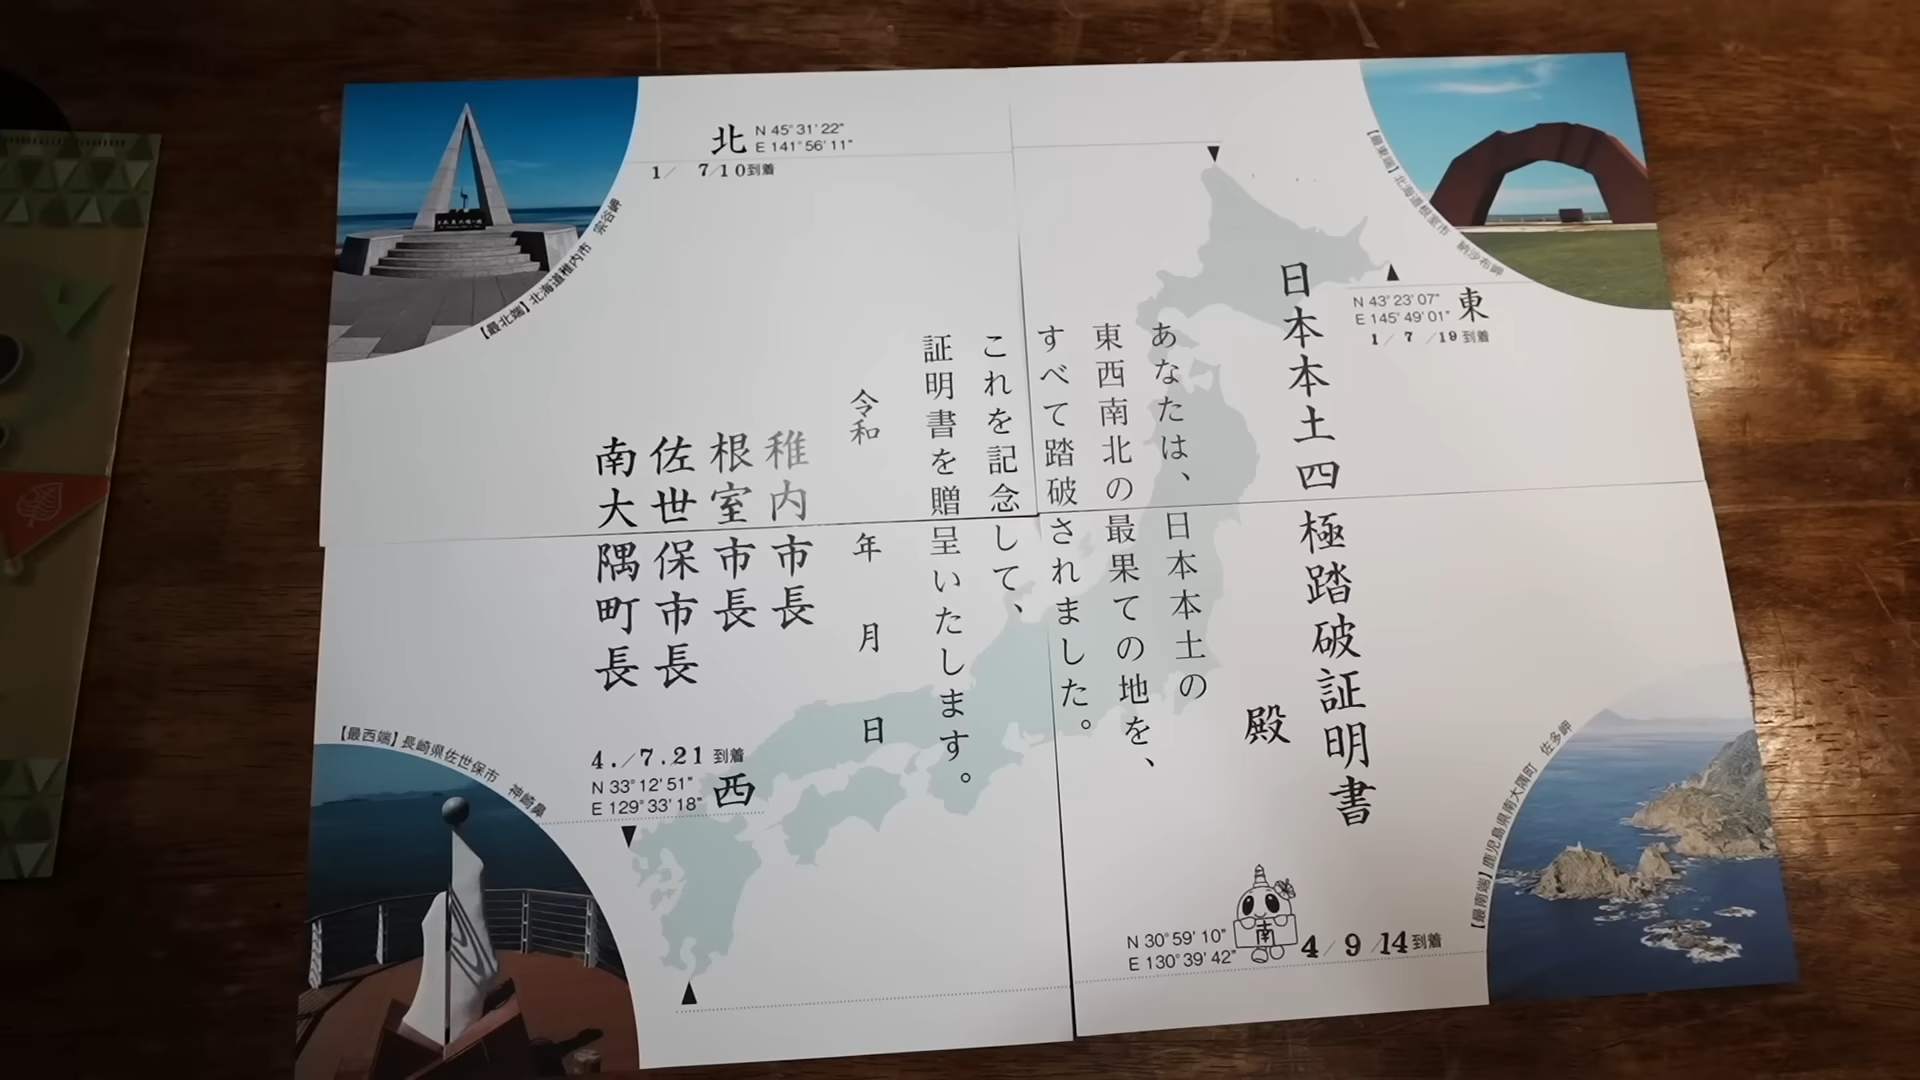 日本本土四極踏破証明書
殿
あなたは、日本本土の
東西南北の最果ての地を、
すべて踏破されました。
これを記念して、
証明書を贈呈いたします。
令和 年 月 日
稚内市長
根室市長
佐世保市長
南大隅町長
北
N 45°31'22"
E 141°56'11"
1/ 7/10到着
【最北端】北海道稚内市 宗谷岬
【最東端】北海道根室市 納沙布岬
N 43°23'07"
E 145°49'01"
東
1/ 7 /19到着
【最西端】長崎県佐世保市 神崎鼻
4./7.21 到着
N 33°12'51"
E 129°33'18"
西
【最南端】鹿児島県南大隅町 佐多岬
N 30°59'10"
E 130°39'42"
南
4/ 9 /14到着